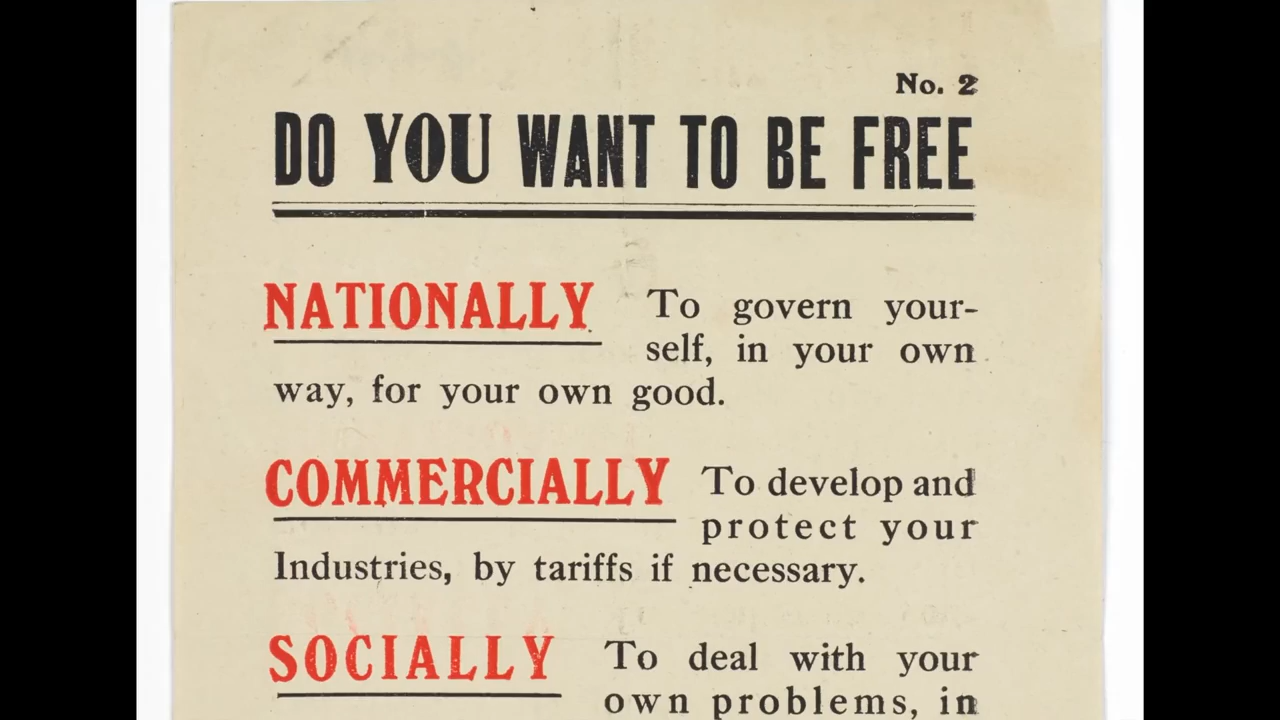 No. 2
DO YOU WANT TO BE FREE
NATIONALLY To govern your-
self, in your own
way, for your own good.
COMMERCIALLY To develop and
protect your
Industries, by tariffs if necessary.
SOCIALLY To deal with your
own problems, in